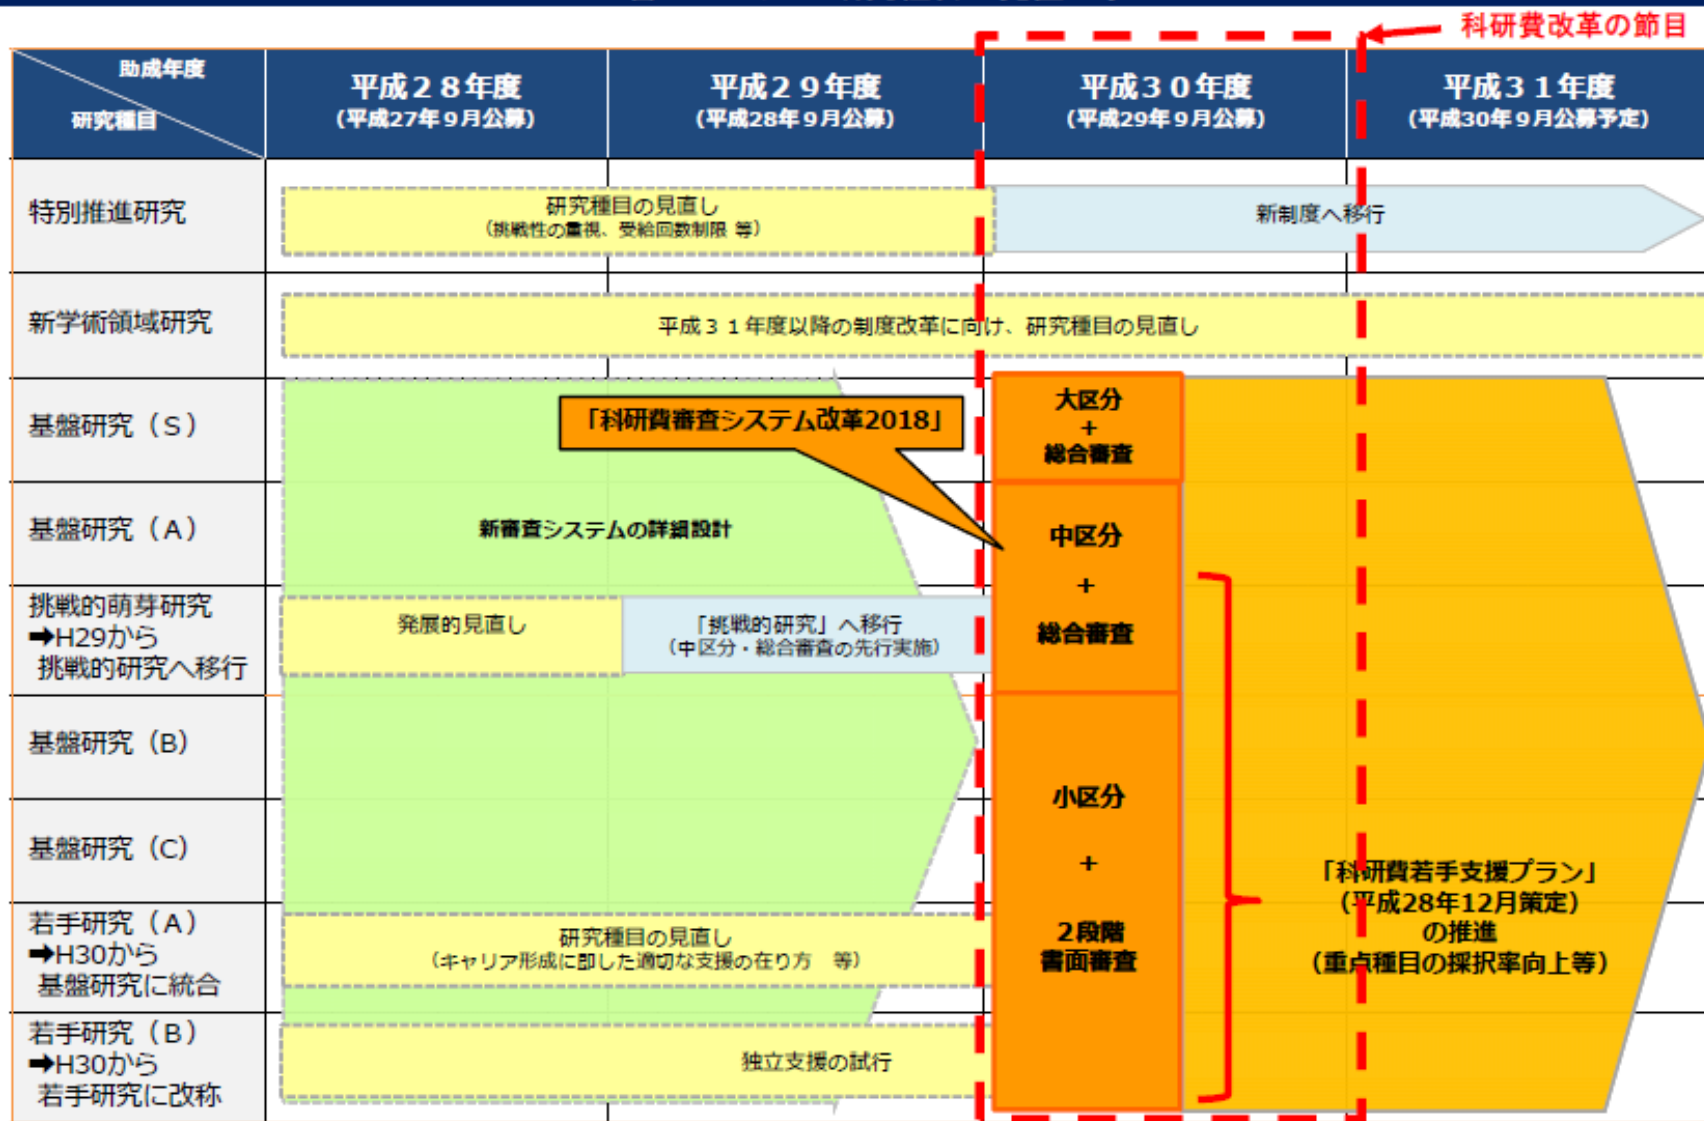 科研費改革の節目
助成年度
研究種目
平成28年度
(平成27年9月公募)
平成29年度
(平成28年9月公募)
平成30年度
(平成29年9月公募)
平成31年度
(平成30年9月公募予定)
特別推進研究
研究種目の見直し
(挑戦性の重視、受給回数制限 等)
新制度へ移行
新学術領域研究
平成31年度以降の制度改革に向け、研究種目の見直し
基盤研究(S)
「科研費審査システム改革2018」
大区分
+
総合審査
基盤研究(A)
新審査システムの詳細設計
中区分
+
総合審査
挑戦的萌芽研究
➡H29から
挑戦的研究へ移行
発展的見直し
「挑戦的研究」へ移行
(中区分・総合審査の先行実施)
基盤研究(B)
基盤研究(C)
小区分
+
2段階
書面審査
「科研費若手支援プラン」
(平成28年12月策定)
の推進
(重点種目の採択率向上等)
若手研究(A)
➡H30から
基盤研究に統合
研究種目の見直し
(キャリア形成に即した適切な支援の在り方 等)
若手研究(B)
➡H30から
若手研究に改称
独立支援の試行